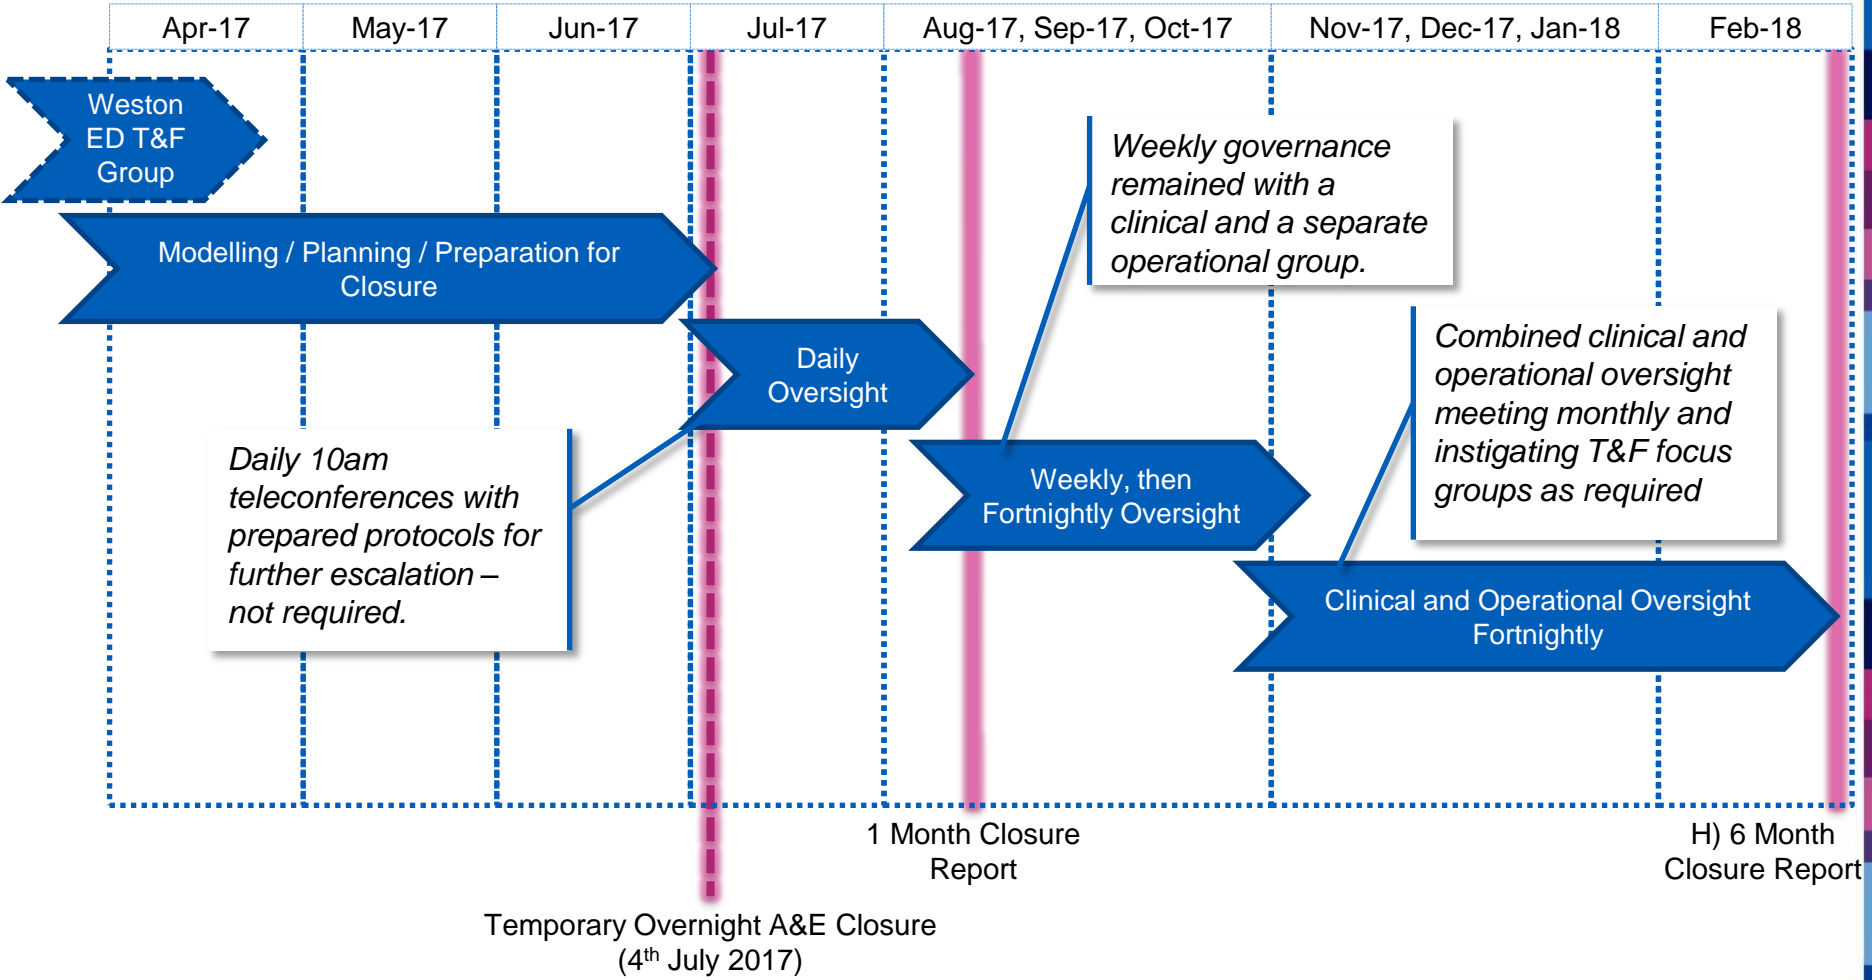 Apr-17
May-17
Jun-17
Jul-17
Aug-17, Sep-17, Oct-17
Nov-17, Dec-17, Jan-18
Feb-18
Weston
ED T&F
Group
Modelling / Planning / Preparation for
Closure
Daily
Oversight
Weekly governance
remained with a
clinical and a separate
operational group.
Combined clinical and
operational oversight
meeting monthly and
instigating T&F focus
groups as required
Daily 10am
teleconferences with
prepared protocols for
further escalation –
not required.
Weekly, then
Fortnightly Oversight
Clinical and Operational Oversight
Fortnightly
1 Month Closure
Report
H) 6 Month
Closure Report
Temporary Overnight A&E Closure
(4th July 2017)